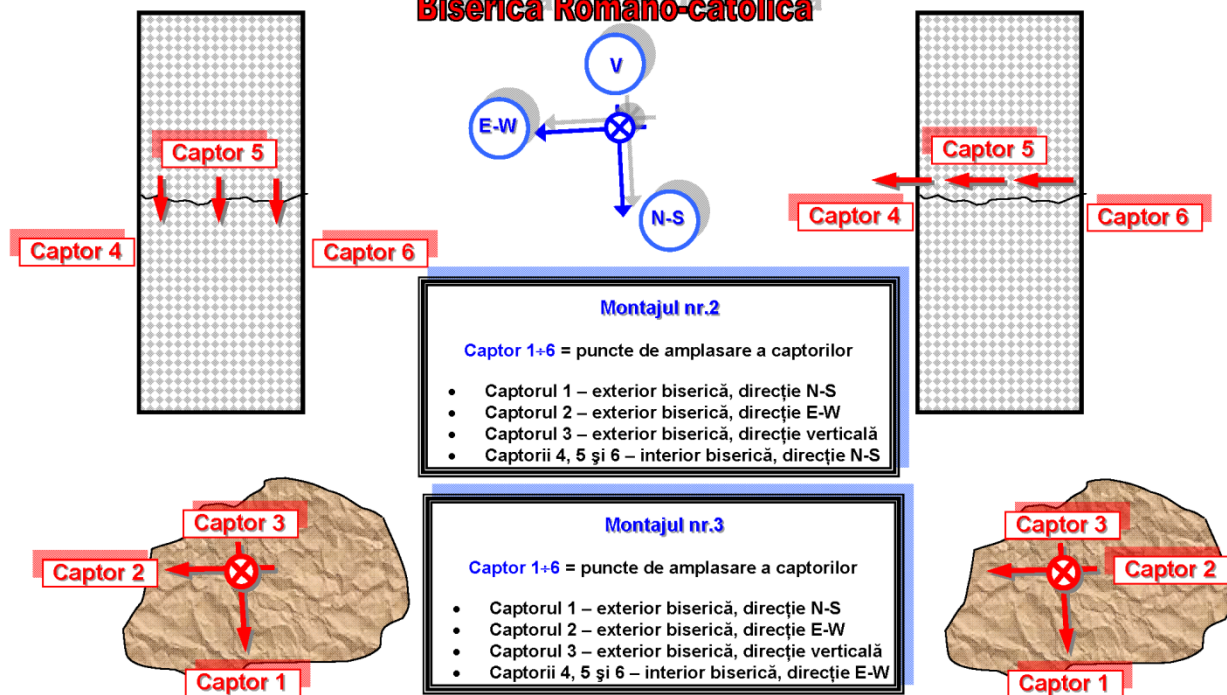 Biserica Romano-catolică
V
E-W
N-S
Captor 5
Captor 4
Captor 6
Captor 5
Captor 4
Captor 6
Montajul nr.2
Captor 1÷6 = puncte de amplasare a captorilor
• Captorul 1 – exterior biserică, direcție N-S
• Captorul 2 – exterior biserică, direcție E-W
• Captorul 3 – exterior biserică, direcție verticală
• Captorii 4, 5 și 6 – interior biserică, direcție N-S
Captor 3
Captor 2
Captor 1
Montajul nr.3
Captor 1÷6 = puncte de amplasare a captorilor
• Captorul 1 – exterior biserică, direcție N-S
• Captorul 2 – exterior biserică, direcție E-W
• Captorul 3 – exterior biserică, direcție verticală
• Captorii 4, 5 și 6 – interior biserică, direcție E-W
Captor 3
Captor 2
Captor 1